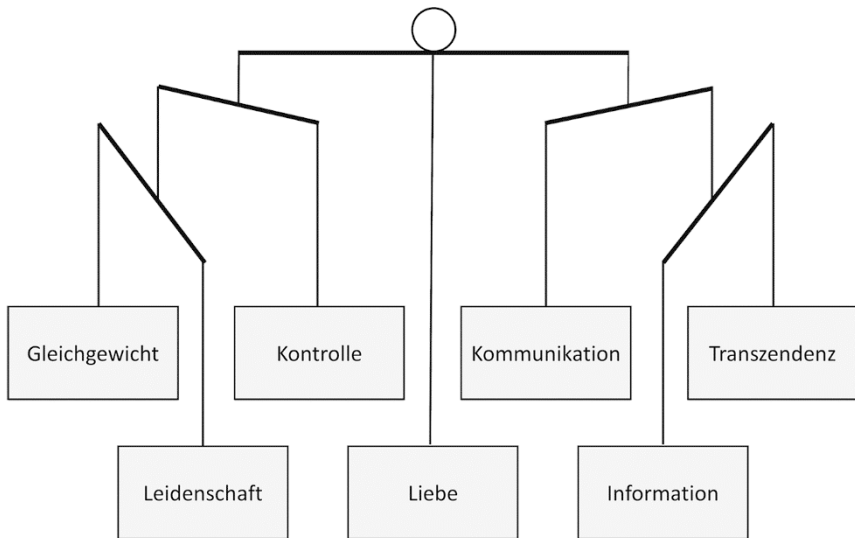 Gleichgewicht
Kontrolle
Kommunikation
Transzendenz
Leidenschaft
Liebe
Information